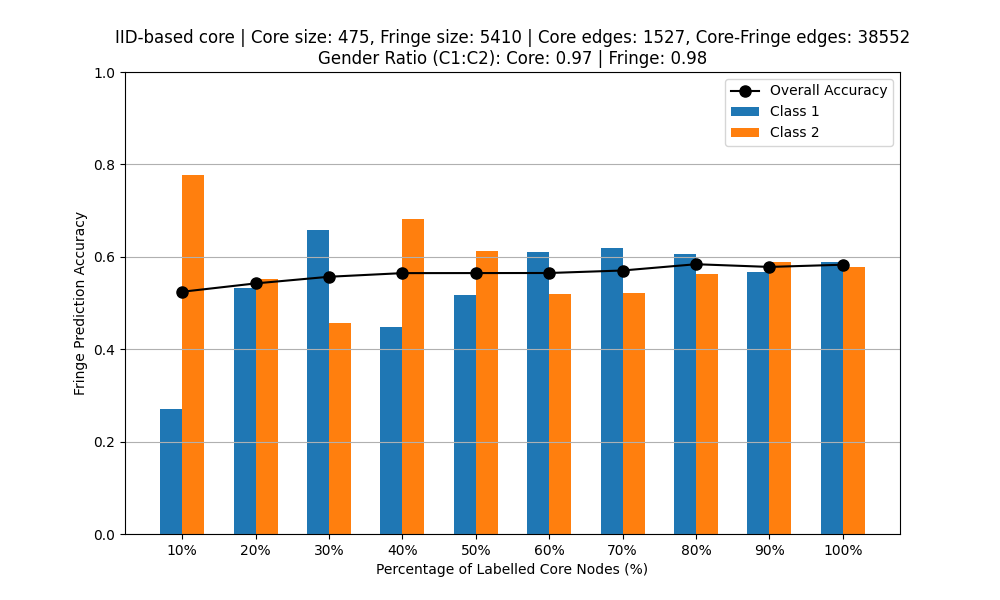 IID-based core | Core size: 475, Fringe size: 5410 | Core edges: 1527, Core-Fringe edges: 38552
Gender Ratio (C1:C2): Core: 0.97 | Fringe: 0.98
Overall Accuracy
Class 1
Class 2
Fringe Prediction Accuracy
1.0
0.8
0.6
0.4
0.2
0.0
10% 20% 30% 40% 50% 60% 70% 80% 90% 100%
Percentage of Labelled Core Nodes (%)